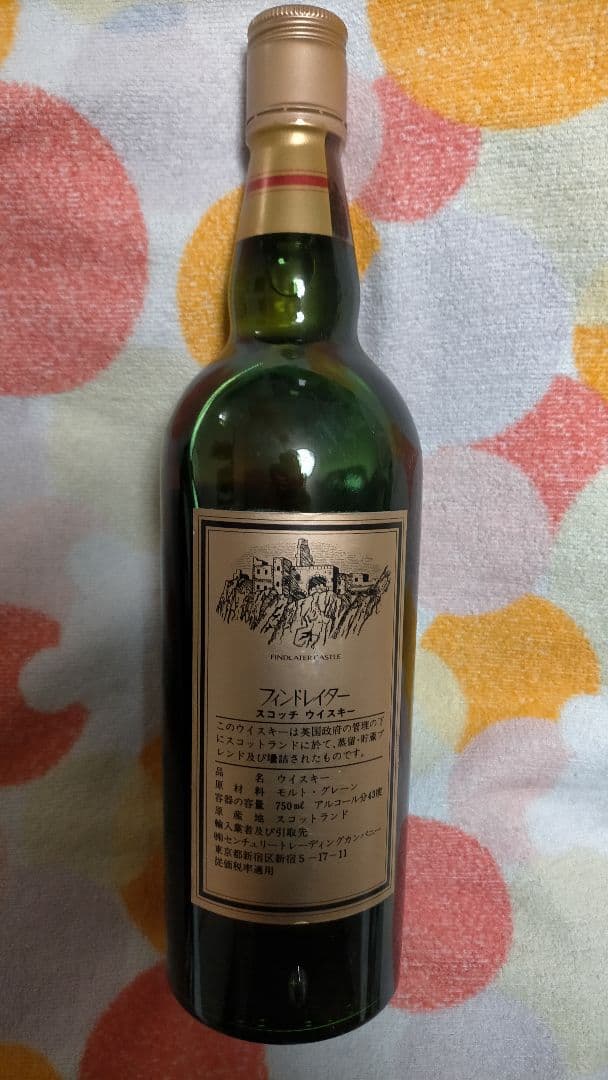 FINDLATER CASTLE
フィンドレイター
スコッチ ウイスキー
このウイスキーは英国政府の管理の下
にスコットランドに於て、蒸留・貯蔵ブ
レンド及び壜詰されたものです。
品名 ウイスキー
原材料 モルト・グレーン
容器の容量 750ml アルコール分43度
原産地 スコットランド
輸入業者及び引取先
㈱センチュリートレーディングカンパニー
東京都新宿区新宿5-17-11
従価税率適用